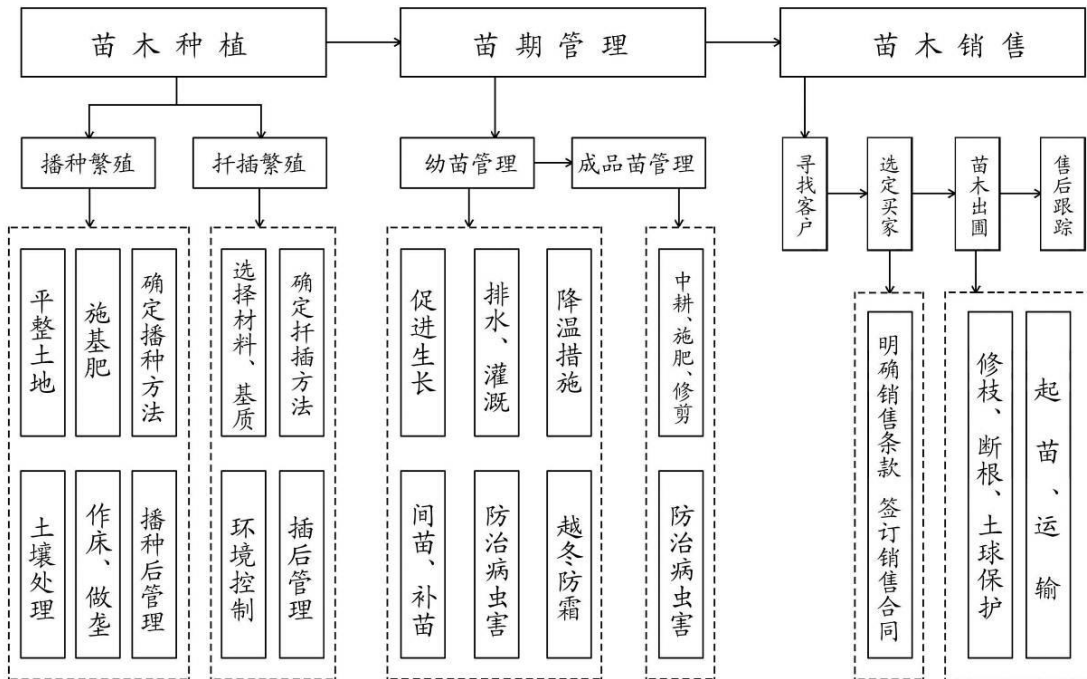 苗木种植
苗期管理
苗木销售
播种繁殖
扦插繁殖
幼苗管理
成品苗管理
寻找客户
选定买家
苗木出圃
售后跟踪
平整土地
施基肥
确定播种方法
选择材料、基质
确定扦插方法
促进生长
排水、灌溉
降温措施
中耕、施肥、修剪
明确销售条款 签订销售合同
修枝、断根、土球保护
起苗、运输
土壤处理
作床、做垄
播种后管理
环境控制
插后管理
间苗、补苗
防治病虫害
越冬防霜
防治病虫害